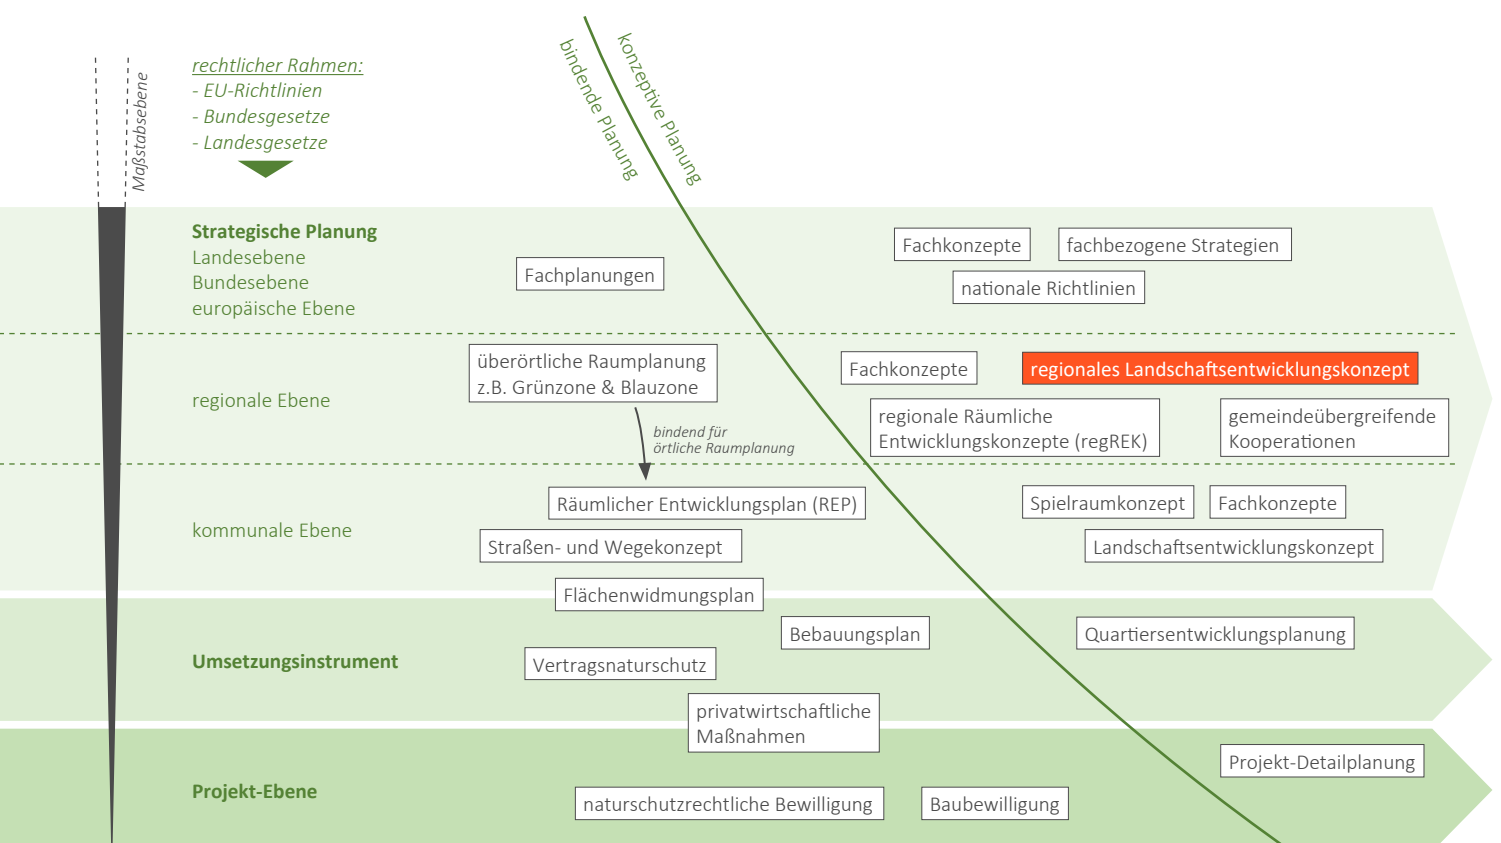 rechtlicher Rahmen:
- EU-Richtlinien
- Bundesgesetze
- Landesgesetze
Maßstabsebene
bindende Planung
konzeptive Planung
Strategische Planung
Landesebene
Bundesebene
europäische Ebene
Fachplanungen
Fachkonzepte
fachbezogene Strategien
nationale Richtlinien
regionale Ebene
überörtliche Raumplanung
z.B. Grünzone & Blauzone
bindend für
örtliche Raumplanung
Fachkonzepte
regionales Landschaftsentwicklungskonzept
regionale Räumliche
Entwicklungskonzepte (regREK)
gemeindeübergreifende
Kooperationen
kommunale Ebene
Räumlicher Entwicklungsplan (REP)
Straßen- und Wegekonzept
Spielraumkonzept
Fachkonzepte
Landschaftsentwicklungskonzept
Flächenwidmungsplan
Umsetzungsinstrument
Bebauungsplan
Vertragsnaturschutz
Quartiersentwicklungsplanung
privatwirtschaftliche
Maßnahmen
Projekt-Ebene
naturschutzrechtliche Bewilligung
Baubewilligung
Projekt-Detailplanung